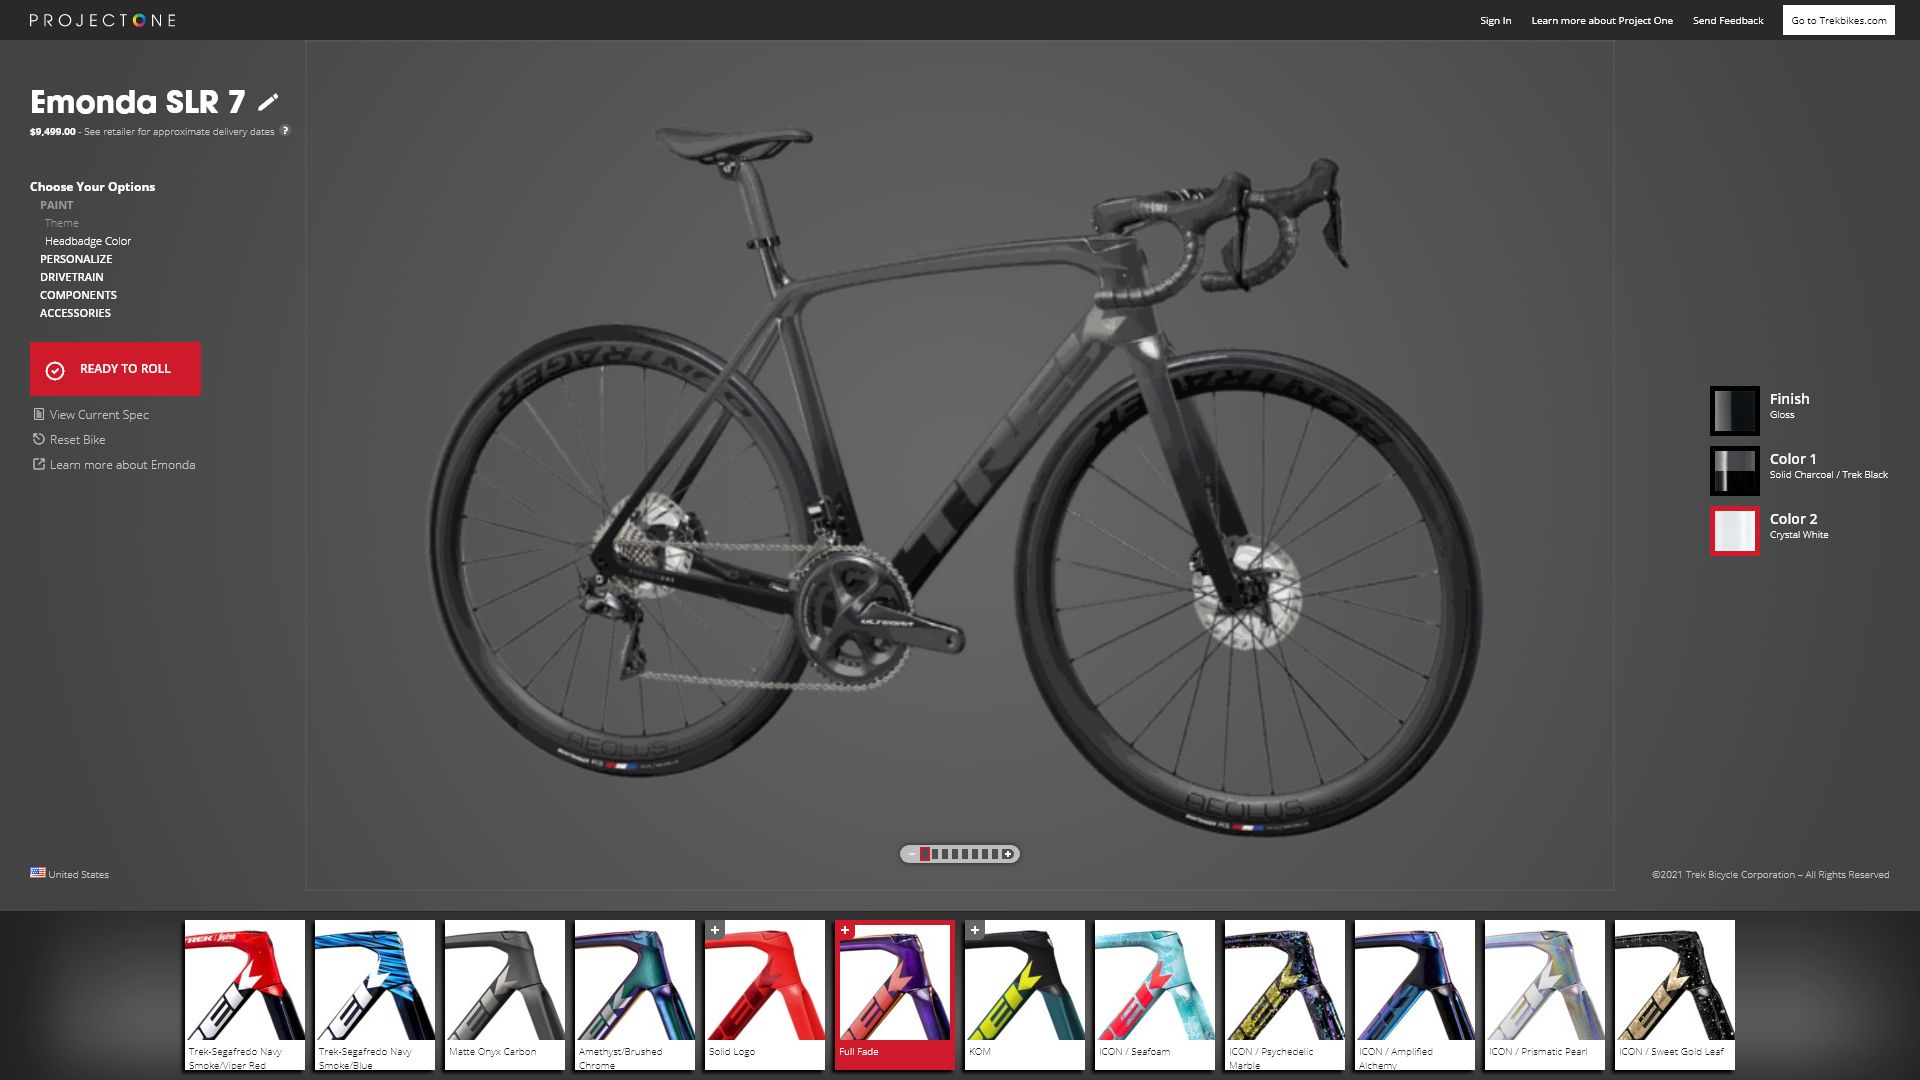 PROJECTONE
Sign In
Learn more about Project One
Send Feedback
Go to Trekbikes.com
Emonda SLR 7
$9,499.00 - See retailer for approximate delivery dates ?
Choose Your Options
PAINT
Theme
Headbadge Color
PERSONALIZE
DRIVETRAIN
COMPONENTS
ACCESSORIES
READY TO ROLL
View Current Spec
Reset Bike
Learn more about Emonda
BONTRAGER
BONTRAGER
TREK
ULTEGRA
AEOLUS
AEOLUS
Finish
Gloss
Color 1
Solid Charcoal / Trek Black
Color 2
Crystal White
United States
©2021 Trek Bicycle Corporation – All Rights Reserved
TREK
Trek-Segafredo Navy
Smoke/Viper Red
Trek-Segafredo Navy
Smoke/Blue
Matte Onyx Carbon
Amethyst/Brushed
Chrome
Solid Logo
Full Fade
KOM
ICON / Seafoam
ICON / Psychedelic
Marble
ICON / Amplified
Alchemy
ICON / Prismatic Pearl
ICON / Sweet Gold Leaf